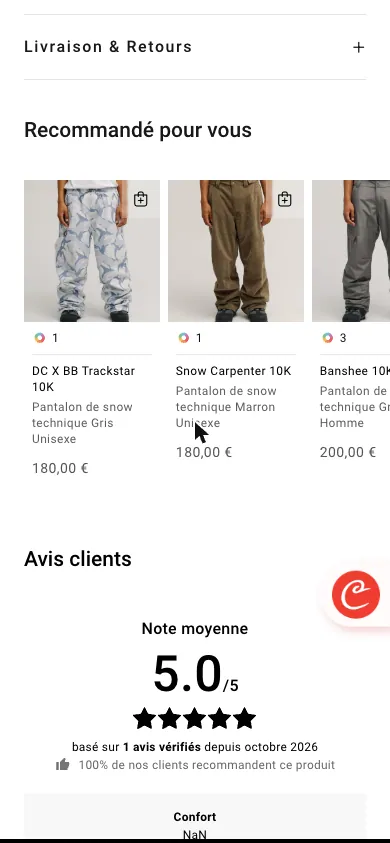 Livraison & Retours
Recommandé pour vous
1
DC X BB Trackstar
10K
Pantalon de snow
technique Gris
Unisexe
180,00 €
1
Snow Carpenter 10K
Pantalon de snow
technique Marron
Unisexe
180,00 €
3
Banshee 10K
Pantalon de
technique Gr
Homme
200,00 €
Avis clients
Note moyenne
5.0/5
basé sur 1 avis vérifiés depuis octobre 2026
100% de nos clients recommandent ce produit
Confort
NaN